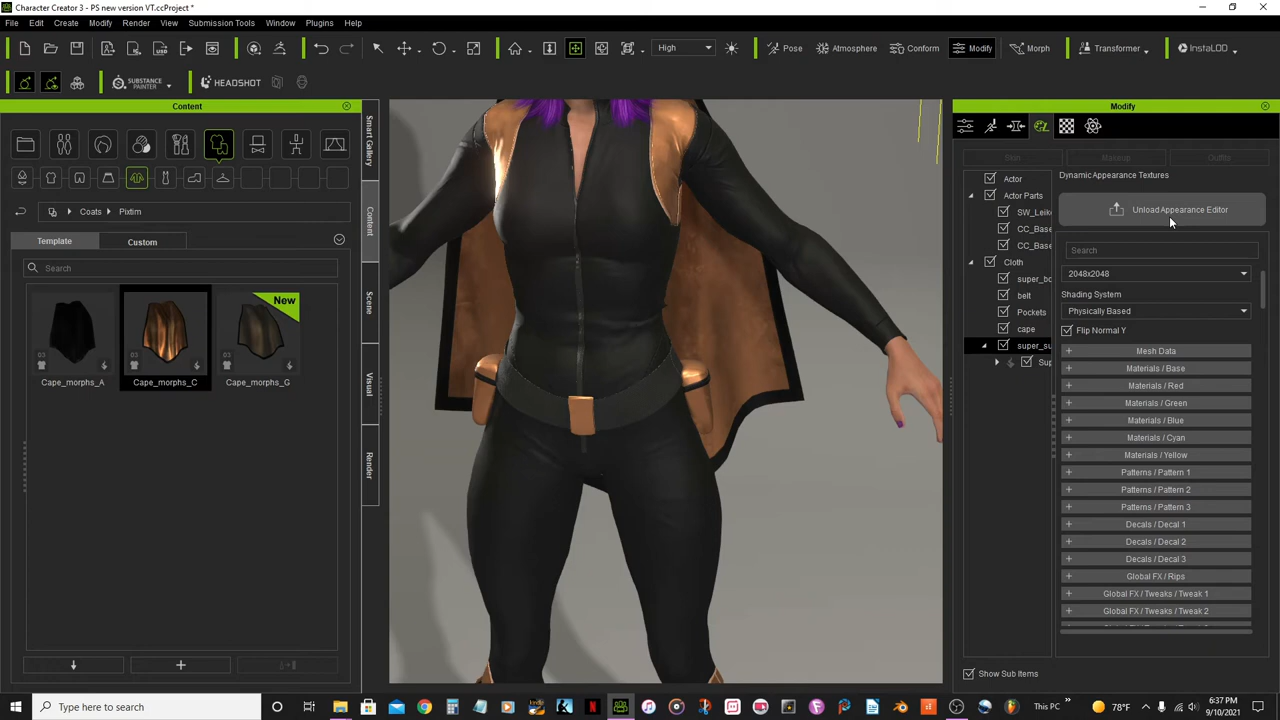 Character Creator 3 - PS new version VT.ccProject *
File Edit Create Modify Render View Submission Tools Window Plugins Help
High Pose Atmosphere Conform Modify Morph Transformer InstaLOD
SUBSTANCE PAINTER HEADSHOT
Content
Coats Pixtim
Template Custom
Search
New
03 03 03
Cape_morphs_A Cape_morphs_C Cape_morphs_G
Smart Gallery
Content
Scene
Visual
Render
Modify
Skin Makeup Outfits
Actor
Actor Parts
SW_Leik
CC_Base
CC_Base
Cloth
super_bo
belt
Pockets
cape
super_su
Sup
Dynamic Appearance Textures
Unload Appearance Editor
Search
2048x2048
Shading System
Physically Based
Flip Normal Y
Mesh Data
Materials / Base
Materials / Red
Materials / Green
Materials / Blue
Materials / Cyan
Materials / Yellow
Patterns / Pattern 1
Patterns / Pattern 2
Patterns / Pattern 3
Decals / Decal 1
Decals / Decal 2
Decals / Decal 3
Global FX / Rips
Global FX / Tweaks / Tweak 1
Global FX / Tweaks / Tweak 2
Show Sub Items
Type here to search
This PC
78°F
6:37 PM
9/10/2021